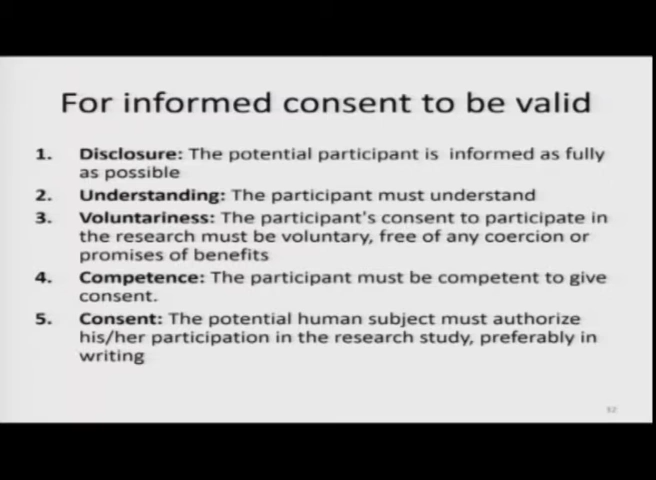 For informed consent to be valid
1. Disclosure: The potential participant is informed as fully
as possible
2. Understanding: The participant must understand
3. Voluntariness: The participant's consent to participate in
the research must be voluntary, free of any coercion or
promises of benefits
4. Competence: The participant must be competent to give
consent.
5. Consent: The potential human subject must authorize
his/her participation in the research study, preferably in
writing